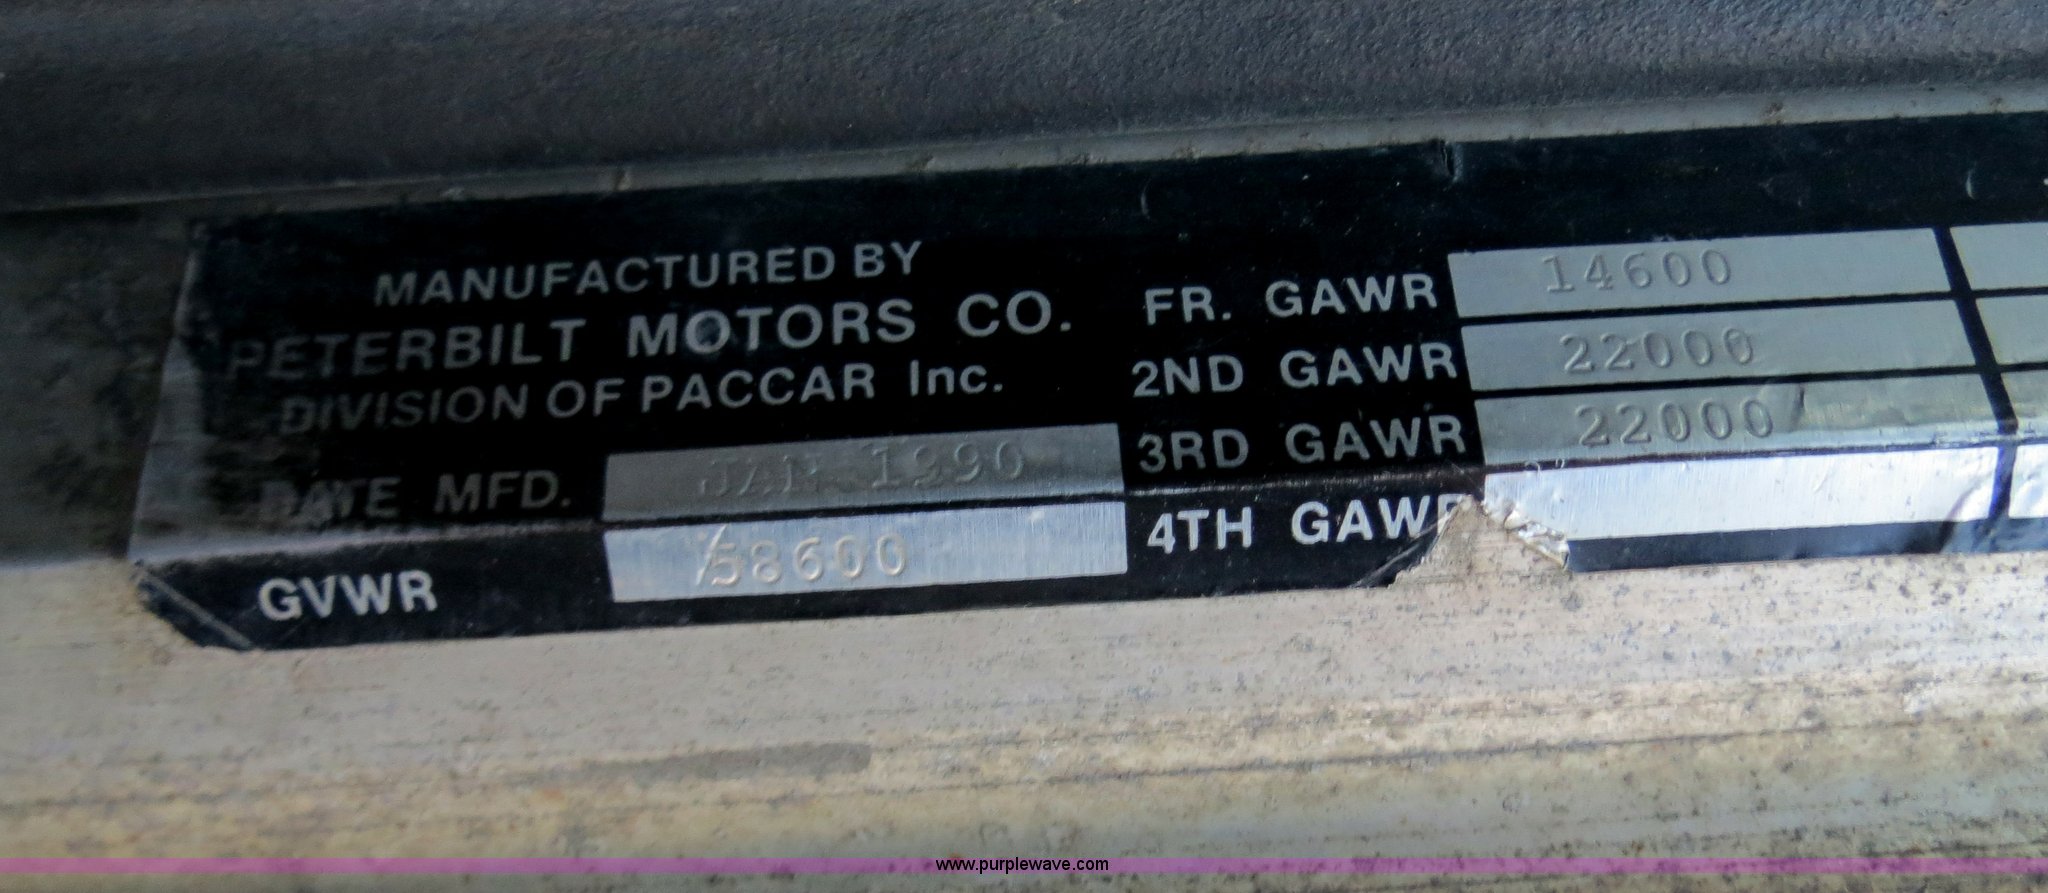 MANUFACTURED BY
PETERBILT MOTORS CO.
DIVISION OF PACCAR Inc.
DATE MFD. JAN 1990
GVWR 58600
FR. GAWR 14600
2ND GAWR 22000
3RD GAWR 22000
4TH GAWR
www.purplewave.com